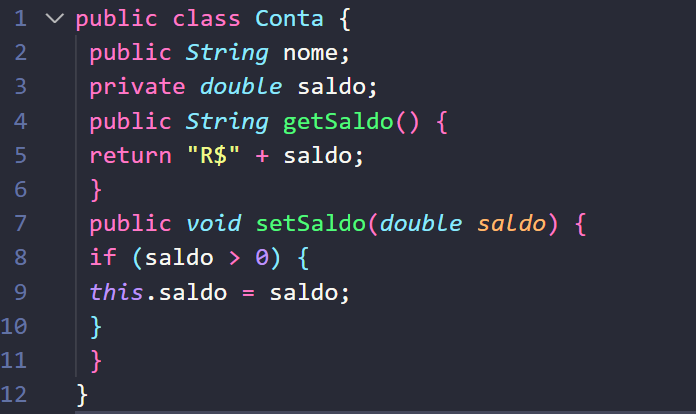 1 public class Conta {
2 public String nome;
3 private double saldo;
4 public String getSaldo() {
5 return "R$" + saldo;
6 }
7 public void setSaldo(double saldo) {
8 if (saldo > 0) {
9 this.saldo = saldo;
10 }
11 }
12 }